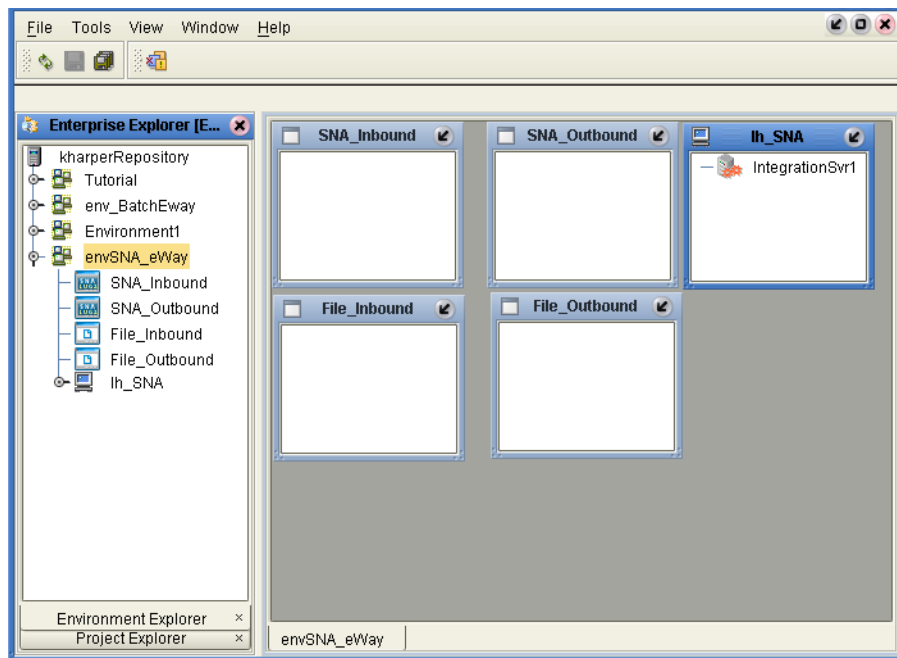 File Tools View Window Help
Enterprise Explorer [E...
kharperRepository
Tutorial
env_BatchEway
Environment1
envSNA_eWay
SNA_Inbound
SNA_Outbound
File_Inbound
File_Outbound
lh_SNA
Environment Explorer
Project Explorer
SNA_Inbound
SNA_Outbound
lh_SNA
IntegrationSvr1
File_Inbound
File_Outbound
envSNA_eWay